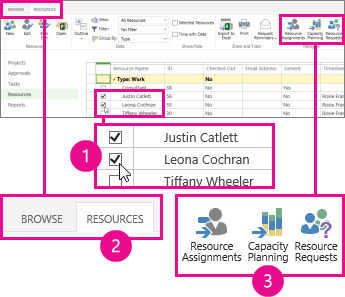 BROWSE RESOURCES
New Edit Open Outline
View: All Resources
Filter: No Filter
Group By: Type
Selected Resources
Time with Date
Export to Excel
Request Reminders
Resource Assignments
Capacity Planning
Resource Requests
Resources Data Show/Hide Share and Track Navigate
Projects
Approvals
Tasks
Resources
Reports
Resource Name ID Checked Out Email Address Generic Timesheet
Type: Work No
Consultant 38 No Yes
Justin Catlett 56 No No Rosie Fran
Leona Cochran 55 No No Rosie Fran
Tiffany Wheeler 30 No No Rosie Fran
1
Justin Catlett
Leona Cochran
Tiffany Wheeler
BROWSE RESOURCES
2
Resource Assignments
Capacity Planning
Resource Requests
3